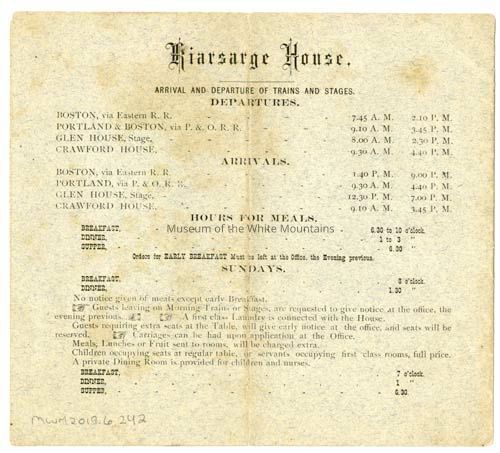 Kiarsarge House.
ARRIVAL AND DEPARTURE OF TRAINS AND STAGES.
DEPARTURES.
BOSTON, via Eastern R. R. 7.45 A. M. 2.10 P. M.
PORTLAND & BOSTON, via P. & O. R. R. 9.10 A. M. 3.45 P. M.
GLEN HOUSE, Stage, 8.00 A. M. 2.30 P. M.
CRAWFORD HOUSE, 9.30 A. M. 4.40 P. M.
ARRIVALS.
BOSTON, via Eastern R. R. 1.40 P. M. 9.00 P. M.
PORTLAND, via P. & O. R. R. 9.30 A. M. 4.40 P. M.
GLEN HOUSE, Stage, 12.30 P. M. 7.00 P. M.
CRAWFORD HOUSE, 9.10 A. M. 3.45 P. M.
HOURS FOR MEALS.
BREAKFAST, 6.30 to 10 o'clock.
Museum of the White Mountains
DINNER, 1 to 3 "
SUPPER, 6.30 "
Orders for EARLY BREAKFAST Must be left at the Office, the Evening previous.
SUNDAYS.
BREAKFAST, 8 o'clock.
DINNER, 1.30 "
No notice given of meats except early Breakfast.
☞ Guests leaving on Morning Trains or Stages, are requested to give notice at the office, the
evening previous. ☞ A first class Laundry is connected with the House.
Guests requiring extra seats at the Table, will give early notice at the office, and seats will be
reserved. ☞ Carriages can be had upon application at the Office.
Meals, Lunches or Fruit sent to rooms, will be charged extra.
Children occupying seats at regular table, or servants occupying first class rooms, full price.
A private Dining Room is provided for children and nurses.
BREAKFAST, 7 o'clock.
DINNER, 1 "
SUPPER, 6.30
MWM2018.6.242